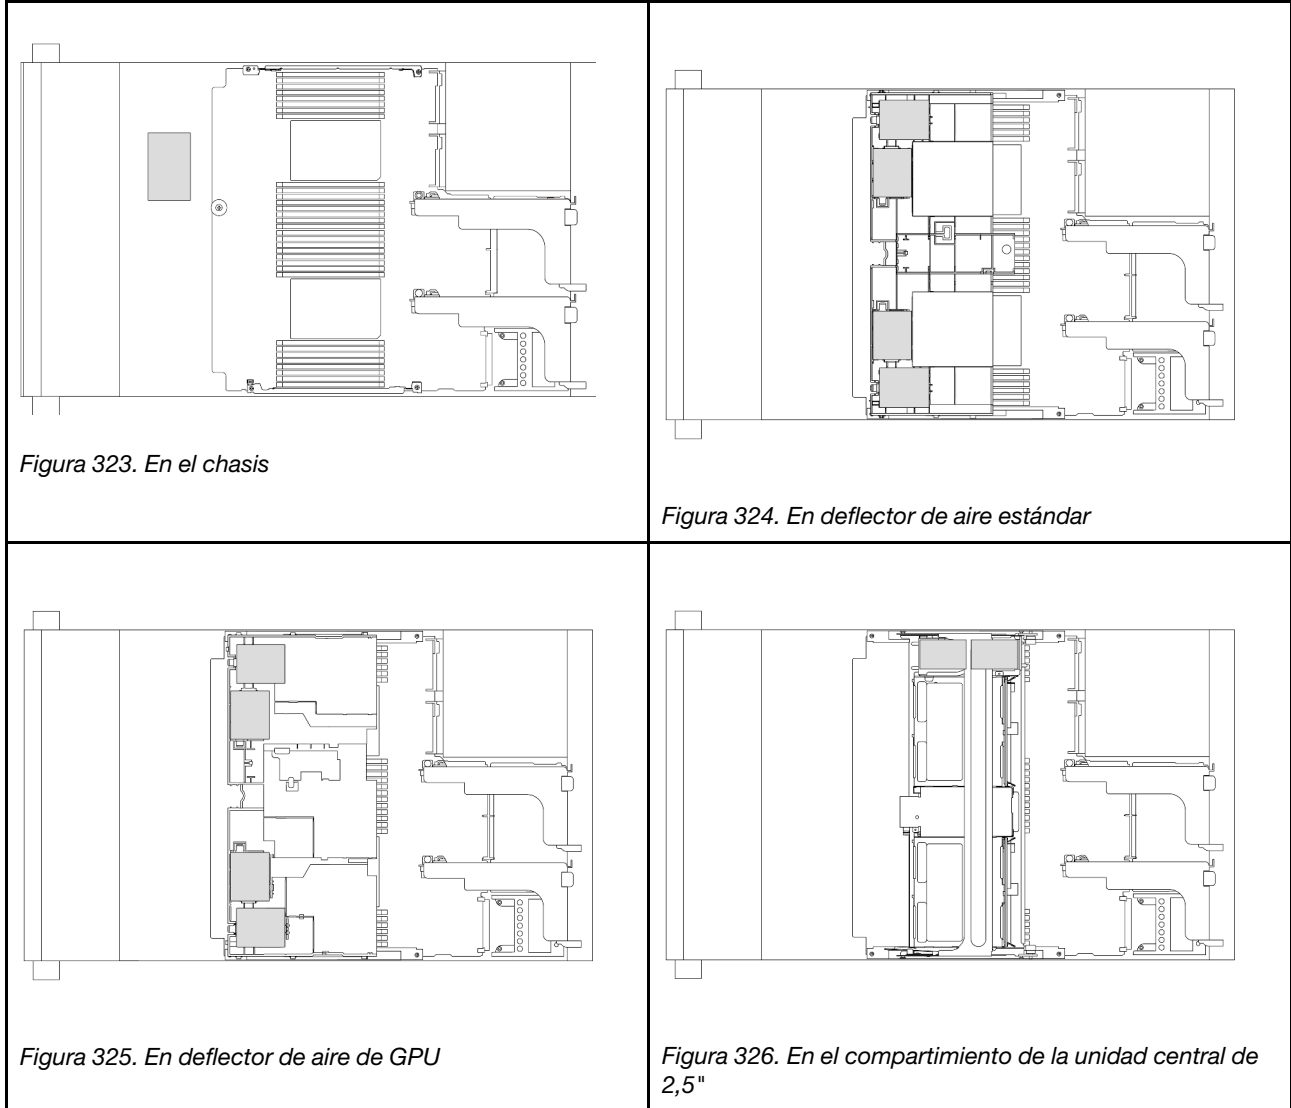 Figura 323. En el chasis
Figura 324. En deflector de aire estándar
Figura 325. En deflector de aire de GPU
Figura 326. En el compartimiento de la unidad central de
2,5"